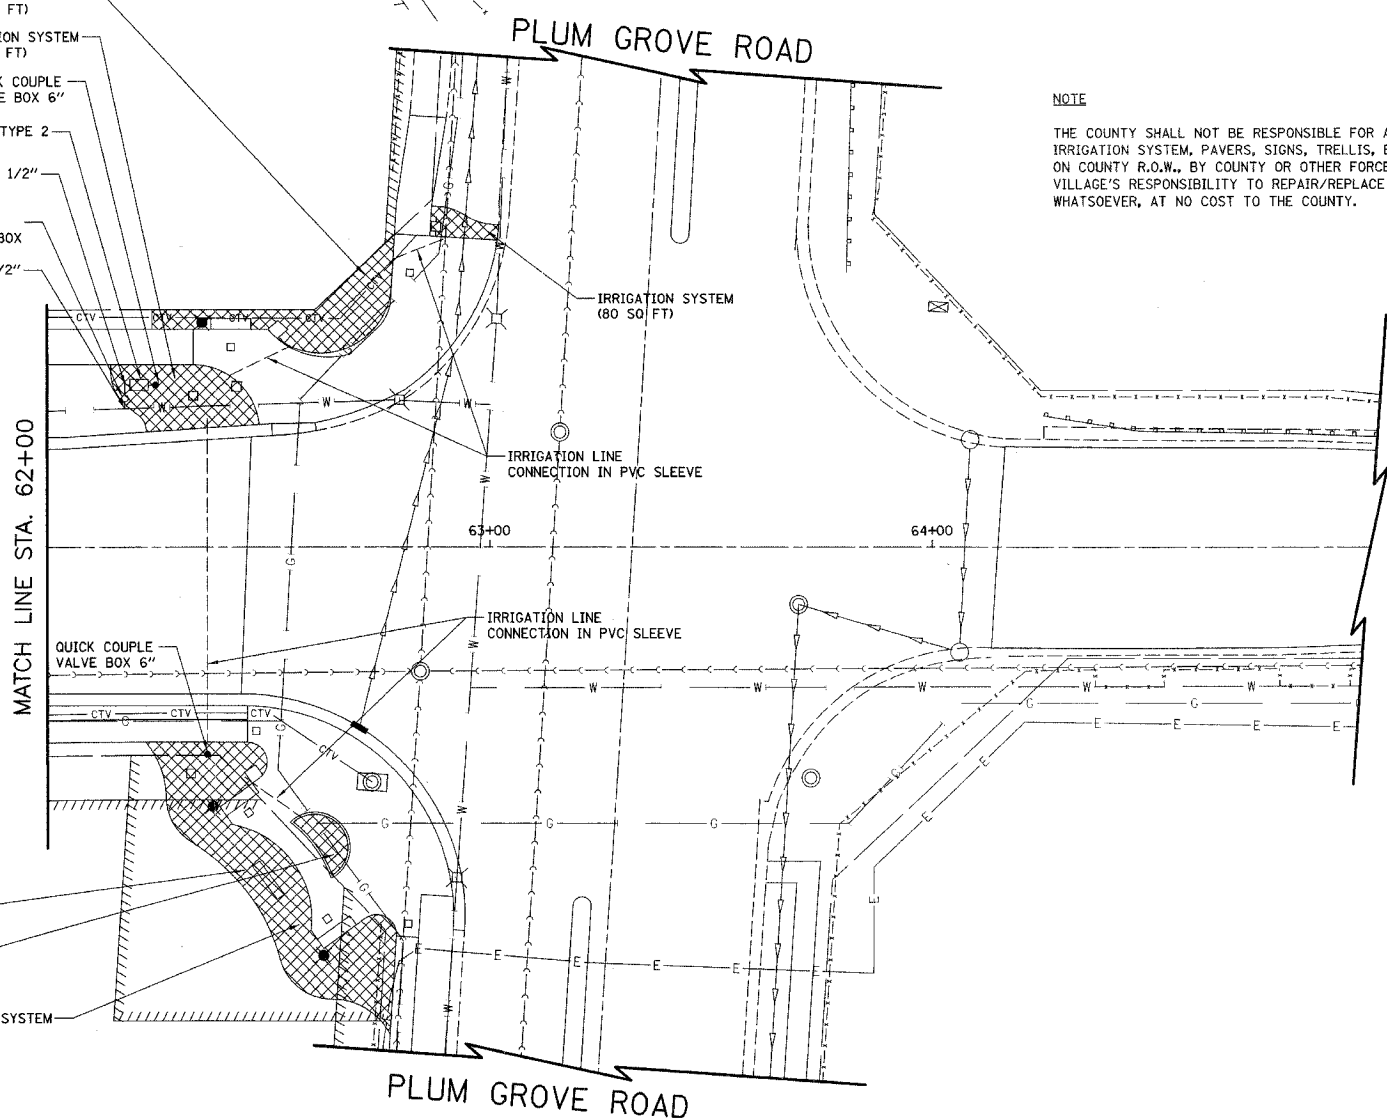 FT)
ION SYSTEM
FT)
K COUPLE
E BOX 6"
TYPE 2
1/2"
BOX
/2"
PLUM GROVE ROAD
NOTE
THE COUNTY SHALL NOT BE RESPONSIBLE FOR
IRRIGATION SYSTEM, PAVERS, SIGNS, TRELLIS,
ON COUNTY R.O.W., BY COUNTY OR OTHER FORCE
VILLAGE'S RESPONSIBILITY TO REPAIR/REPLACE
WHATSOEVER, AT NO COST TO THE COUNTY.
IRRIGATION SYSTEM
(80 SQ FT)
CTV
CTV
CTV
CTV
W
W
W
G
W
IRRIGATION LINE
CONNECTION IN PVC SLEEVE
MATCH LINE STA. 62+00
63+00
64+00
G
IRRIGATION LINE
CONNECTION IN PVC SLEEVE
QUICK COUPLE
VALVE BOX 6"
W
W
W
W
W
W
CTV
CTV
G
G
G
CTV
E
E
E
E
G
E
E
G
G
G
G
W
E
E
E
E
E
E
E
W
SYSTEM
PLUM GROVE ROAD